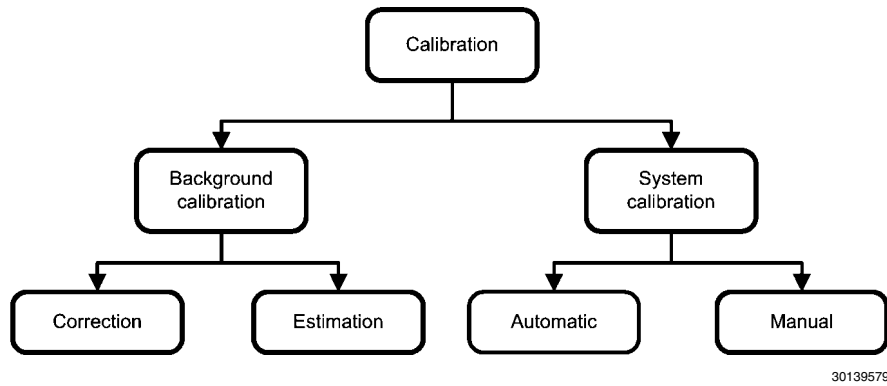 Calibration
Background
calibration
System
calibration
Correction
Estimation
Automatic
Manual
30139579